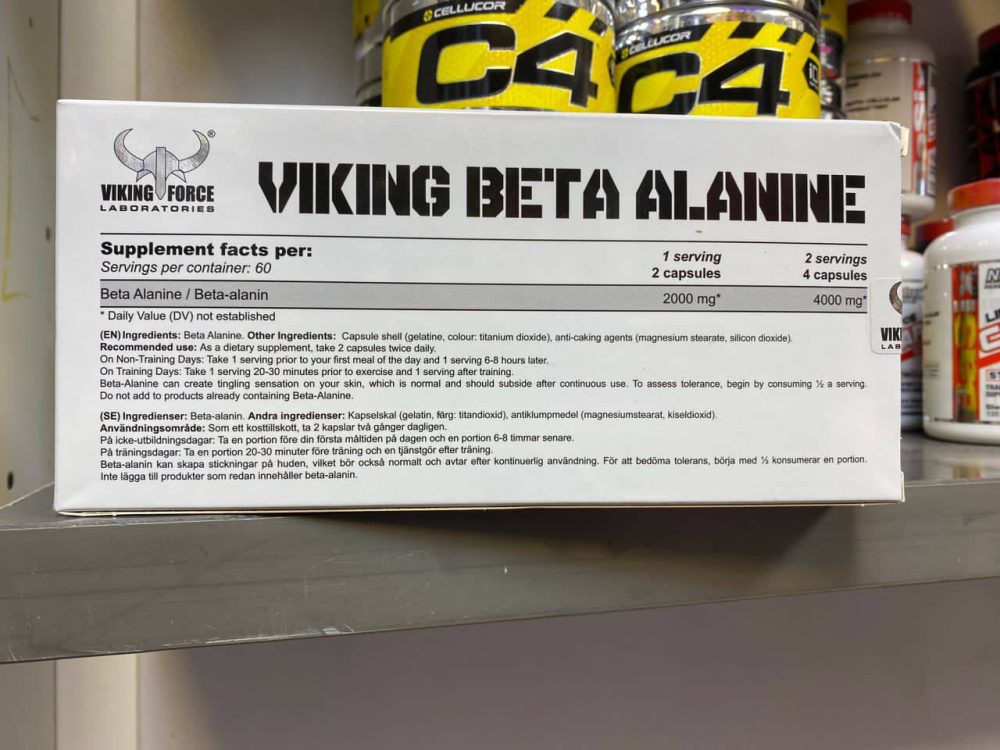 CELLUCOR
C4
CELLUCOR
C4
VIKING FORCE
LABORATORIES
®
VIKING BETA ALANINE
Supplement facts per:
Servings per container: 60
1 serving
2 capsules
2 servings
4 capsules
Beta Alanine / Beta-alanin 2000 mg* 4000 mg*
* Daily Value (DV) not established
(EN) Ingredients: Beta Alanine. Other Ingredients: Capsule shell (gelatine, colour: titanium dioxide), anti-caking agents (magnesium stearate, silicon dioxide).
Recommended use: As a dietary supplement, take 2 capsules twice daily.
On Non-Training Days: Take 1 serving prior to your first meal of the day and 1 serving 6-8 hours later.
On Training Days: Take 1 serving 20-30 minutes prior to exercise and 1 serving after training.
Beta-Alanine can create tingling sensation on your skin, which is normal and should subside after continuous use. To assess tolerance, begin by consuming ½ a serving.
Do not add to products already containing Beta-Alanine.
(SE) Ingredienser: Beta-alanin. Andra ingredienser: Kapselskal (gelatin, färg: titandioxid), antiklumpmedel (magnesiumstearat, kiseldioxid).
Användningsområde: Som ett kosttillskott, ta 2 kapslar två gånger dagligen.
På icke-utbildningsdagar: Ta en portion före din första måltiden på dagen och en portion 6-8 timmar senare.
På träningsdagar: Ta en portion 20-30 minuter före träning och en tjänstgör efter träning.
Beta-alanin kan skapa stickningar på huden, vilket bör också normalt och avtar efter kontinuerlig användning. För att bedöma tolerans, börja med ½ konsumerar en portion.
Inte lägga till produkter som redan innehåller beta-alanin.
VIK
LAB